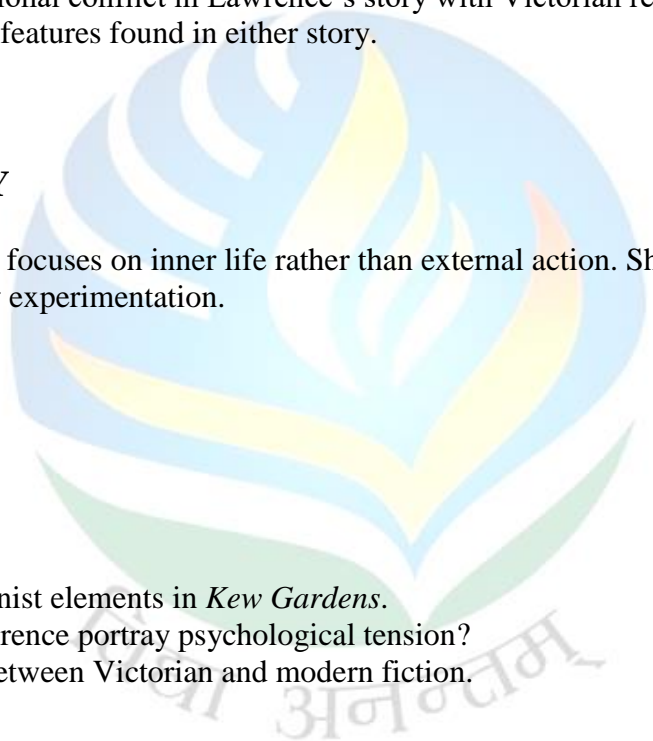 tional conflict in Lawrence's story with Victorian re
features found in either story.
Y
focuses on inner life rather than external action. Sh
experimentation.
nist elements in Kew Gardens.
rence portray psychological tension?
etween Victorian and modern fiction.
विद्या अनन्तम्